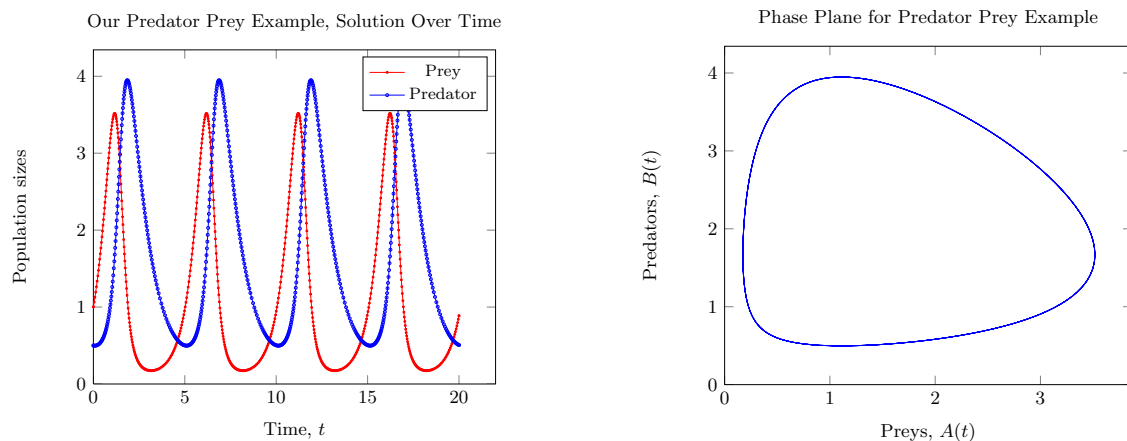 Our Predator Prey Example, Solution Over Time
Population sizes
4
3
2
1
0
0
5
10
15
20
Time, t
Prey
Predator
Phase Plane for Predator Prey Example
Predators, B(t)
4
3
2
1
0
0
1
2
3
Preys, A(t)